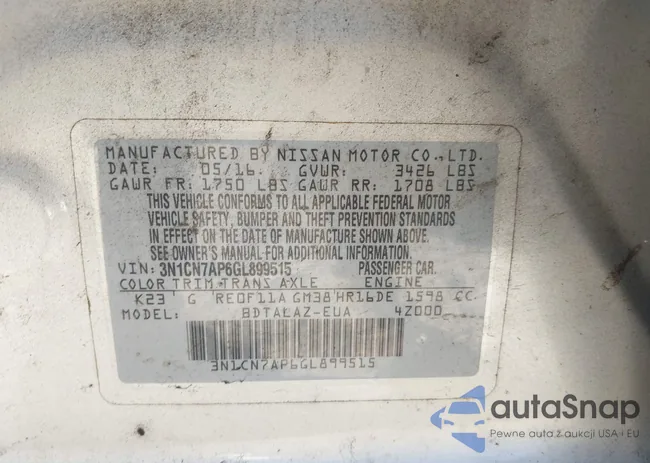 MANUFACTURED BY NISSAN MOTOR CO.,LTD.
DATE: 05/16 GVWR: 3426 LBS
GAWR FR: 1750 LBS GAWR RR: 1708 LBS
THIS VEHICLE CONFORMS TO ALL APPLICABLE FEDERAL MOTOR
VEHICLE SAFETY, BUMPER AND THEFT PREVENTION STANDARDS
IN EFFECT ON THE DATE OF MANUFACTURE SHOWN ABOVE.
SEE OWNER'S MANUAL FOR ADDITIONAL INFORMATION
VIN: 3N1CN7AP6GL899515 PASSENGER CAR.
COLOR TRIM TRANS AXLE ENGINE
K23 G RE0F11A GM38 HR16DE 1598 CC
MODEL: BDTALAZ-EUA 4Z000
3N1CN7AP6GL899515
autaSnap
Pewne auta z aukcji USA i EU